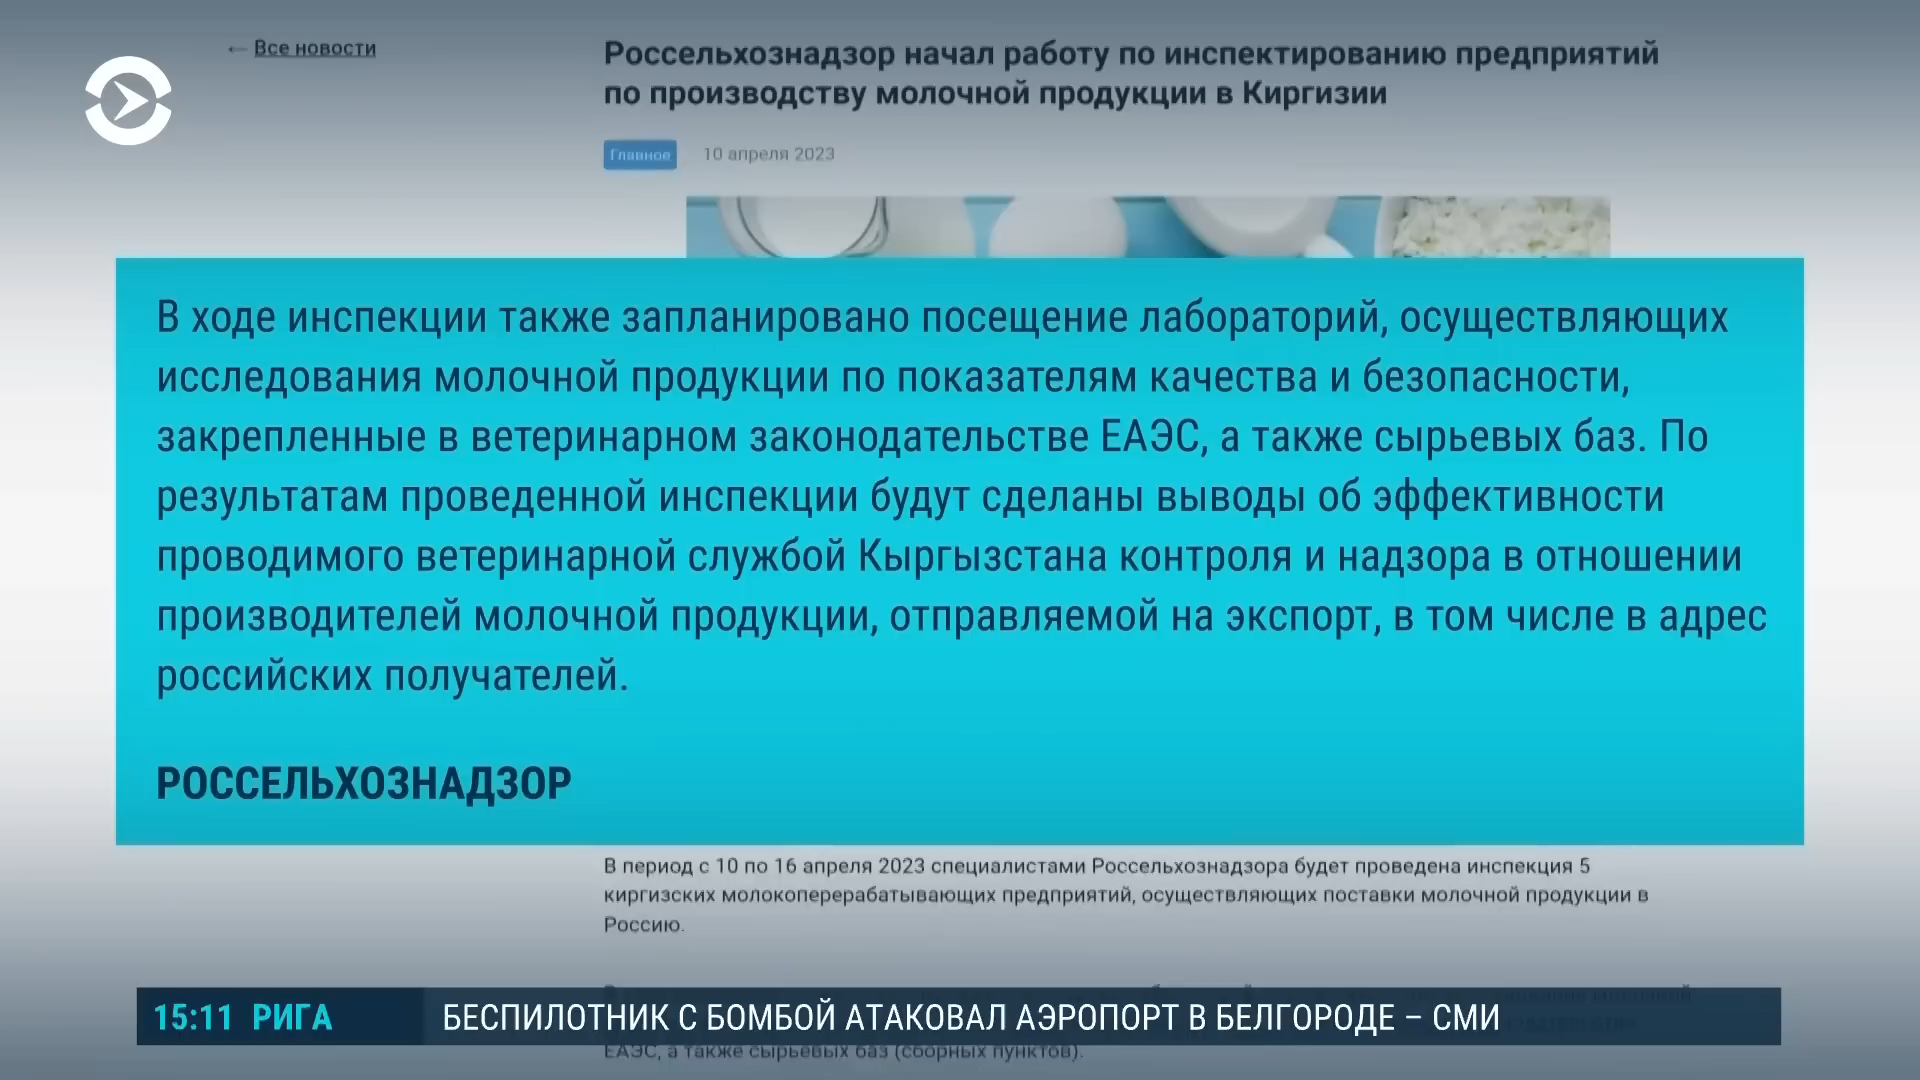 ← Все новости
Россельхознадзор начал работу по инспектированию предприятий
по производству молочной продукции в Киргизии
Главное 10 апреля 2023
В ходе инспекции также запланировано посещение лабораторий, осуществляющих
исследования молочной продукции по показателям качества и безопасности,
закрепленные в ветеринарном законодательстве ЕАЭС, а также сырьевых баз. По
результатам проведенной инспекции будут сделаны выводы об эффективности
проводимого ветеринарной службой Кыргызстана контроля и надзора в отношении
производителей молочной продукции, отправляемой на экспорт, в том числе в адрес
российских получателей.
РОССЕЛЬХОЗНАДЗОР
В период с 10 по 16 апреля 2023 специалистами Россельхознадзора будет проведена инспекция 5
киргизских молокоперерабатывающих предприятий, осуществляющих поставки молочной продукции в
Россию.
15:11 РИГА БЕСПИЛОТНИК С БОМБОЙ АТАКОВАЛ АЭРОПОРТ В БЕЛГОРОДЕ – СМИ
ЕАЭС, а также сырьевых баз (сборных пунктов).